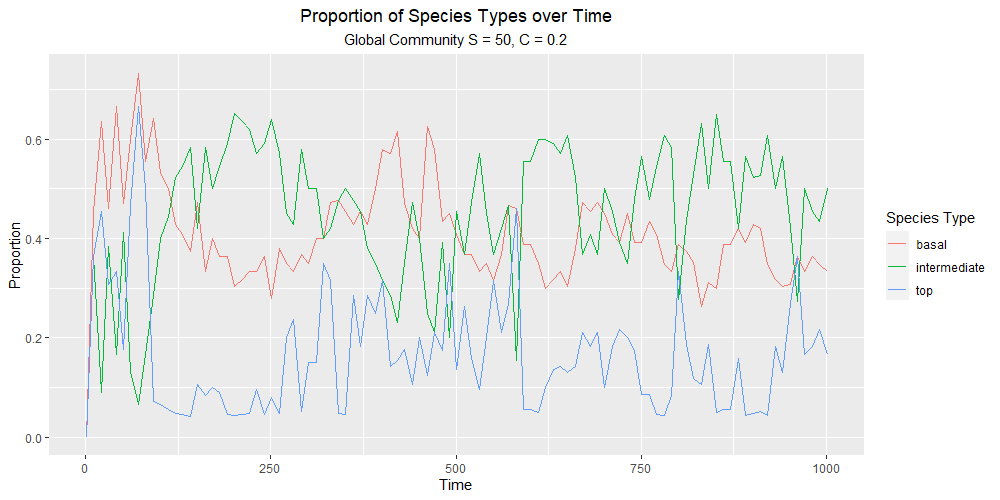 Proportion of Species Types over Time
Global Community S = 50, C = 0.2
Proportion
0.6
0.4
0.2
0.0
0
250
500
750
1000
Time
Species Type
basal
intermediate
top